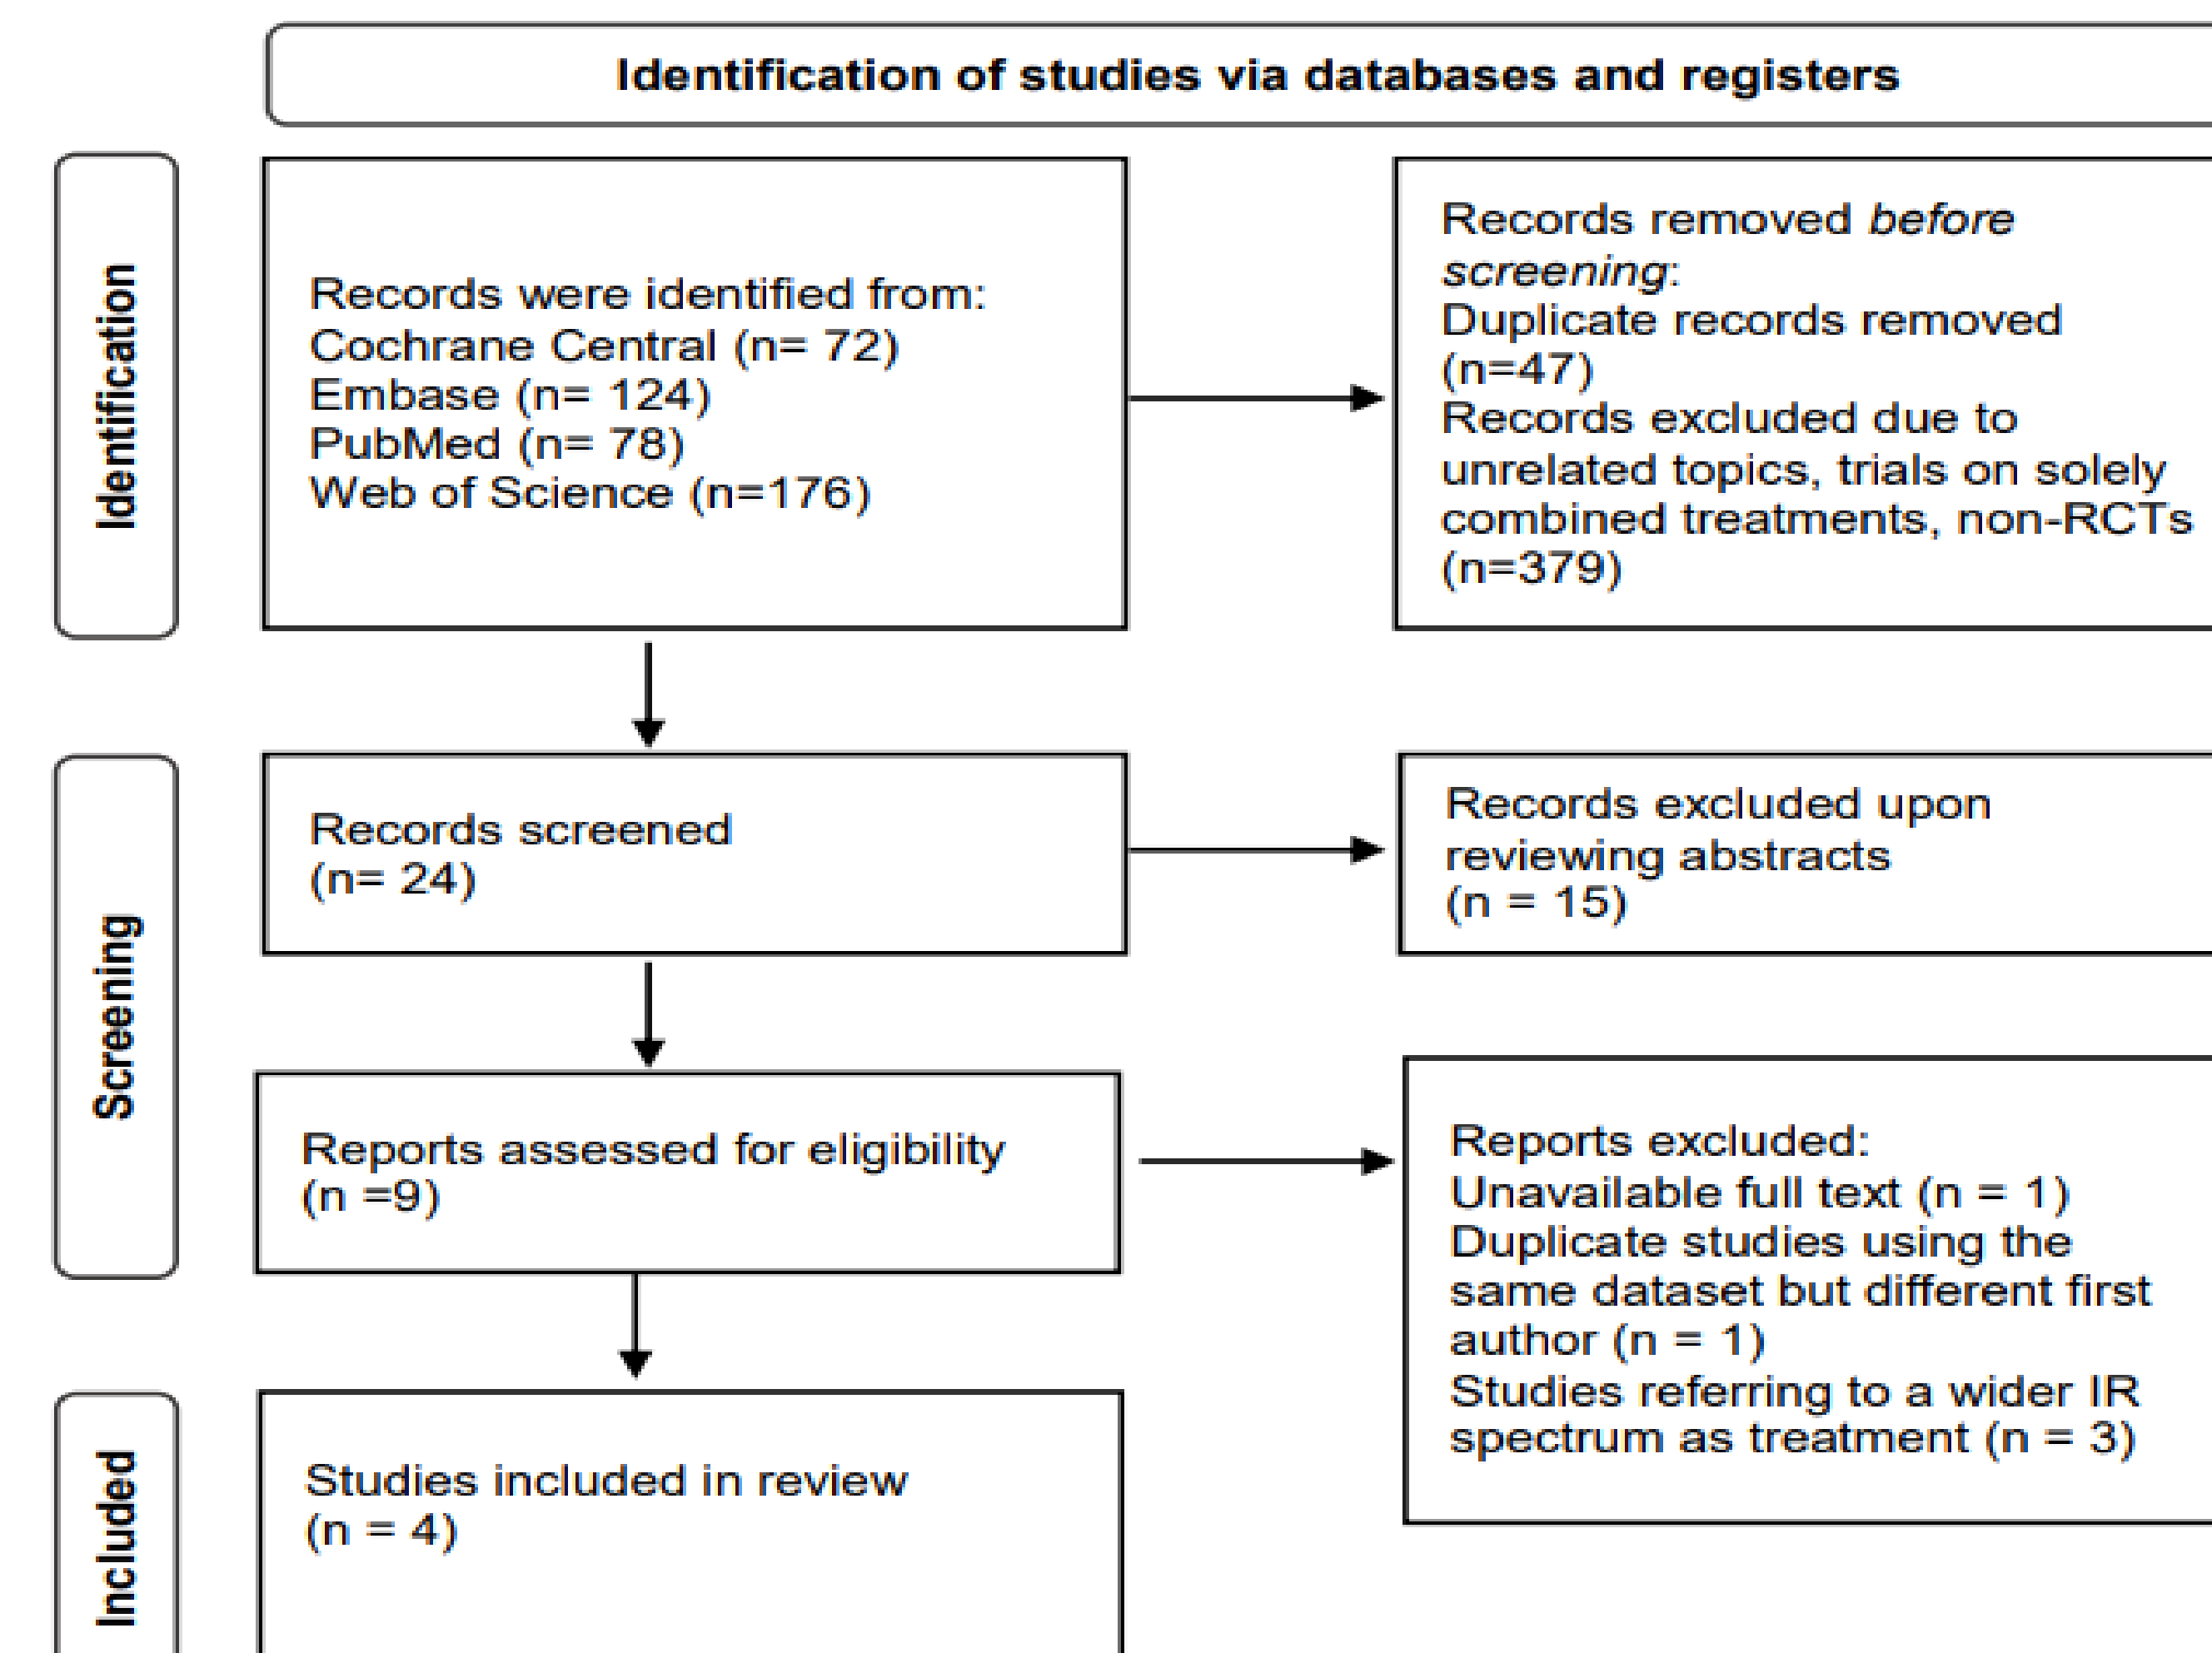 Identification of studies via databases and registers
Identification
Records were identified from:
Cochrane Central (n= 72)
Embase (n= 124)
PubMed (n= 78)
Web of Science (n=176)
Records removed before
screening:
Duplicate records removed
(n=47)
Records excluded due to
unrelated topics, trials on solely
combined treatments, non-RCTs
(n=379)
Screening
Records screened
(n= 24)
Records excluded upon
reviewing abstracts
(n = 15)
Reports assessed for eligibility
(n =9)
Reports excluded:
Unavailable full text (n = 1)
Duplicate studies using the
same dataset but different first
author (n = 1)
Studies referring to a wider IR
spectrum as treatment (n = 3)
Included
Studies included in review
(n = 4)